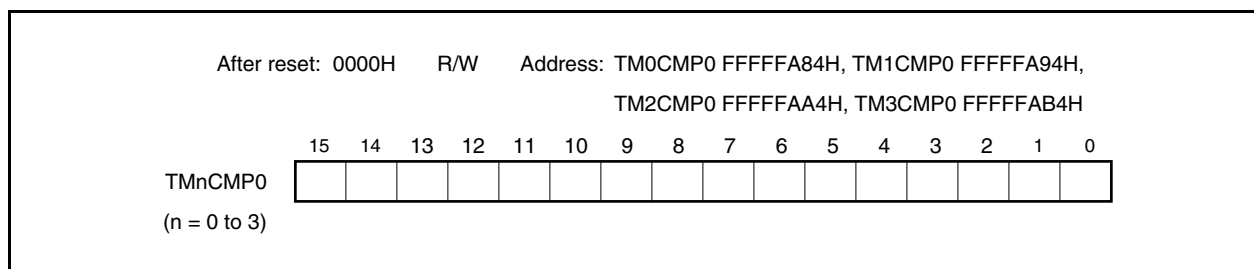 After reset: 0000H R/W Address: TM0CMP0 FFFFFA84H, TM1CMP0 FFFFFA94H,
TM2CMP0 FFFFFAA4H, TM3CMP0 FFFFFAB4H
15 14 13 12 11 10 9 8 7 6 5 4 3 2 1 0
TMnCMP0
(n = 0 to 3)